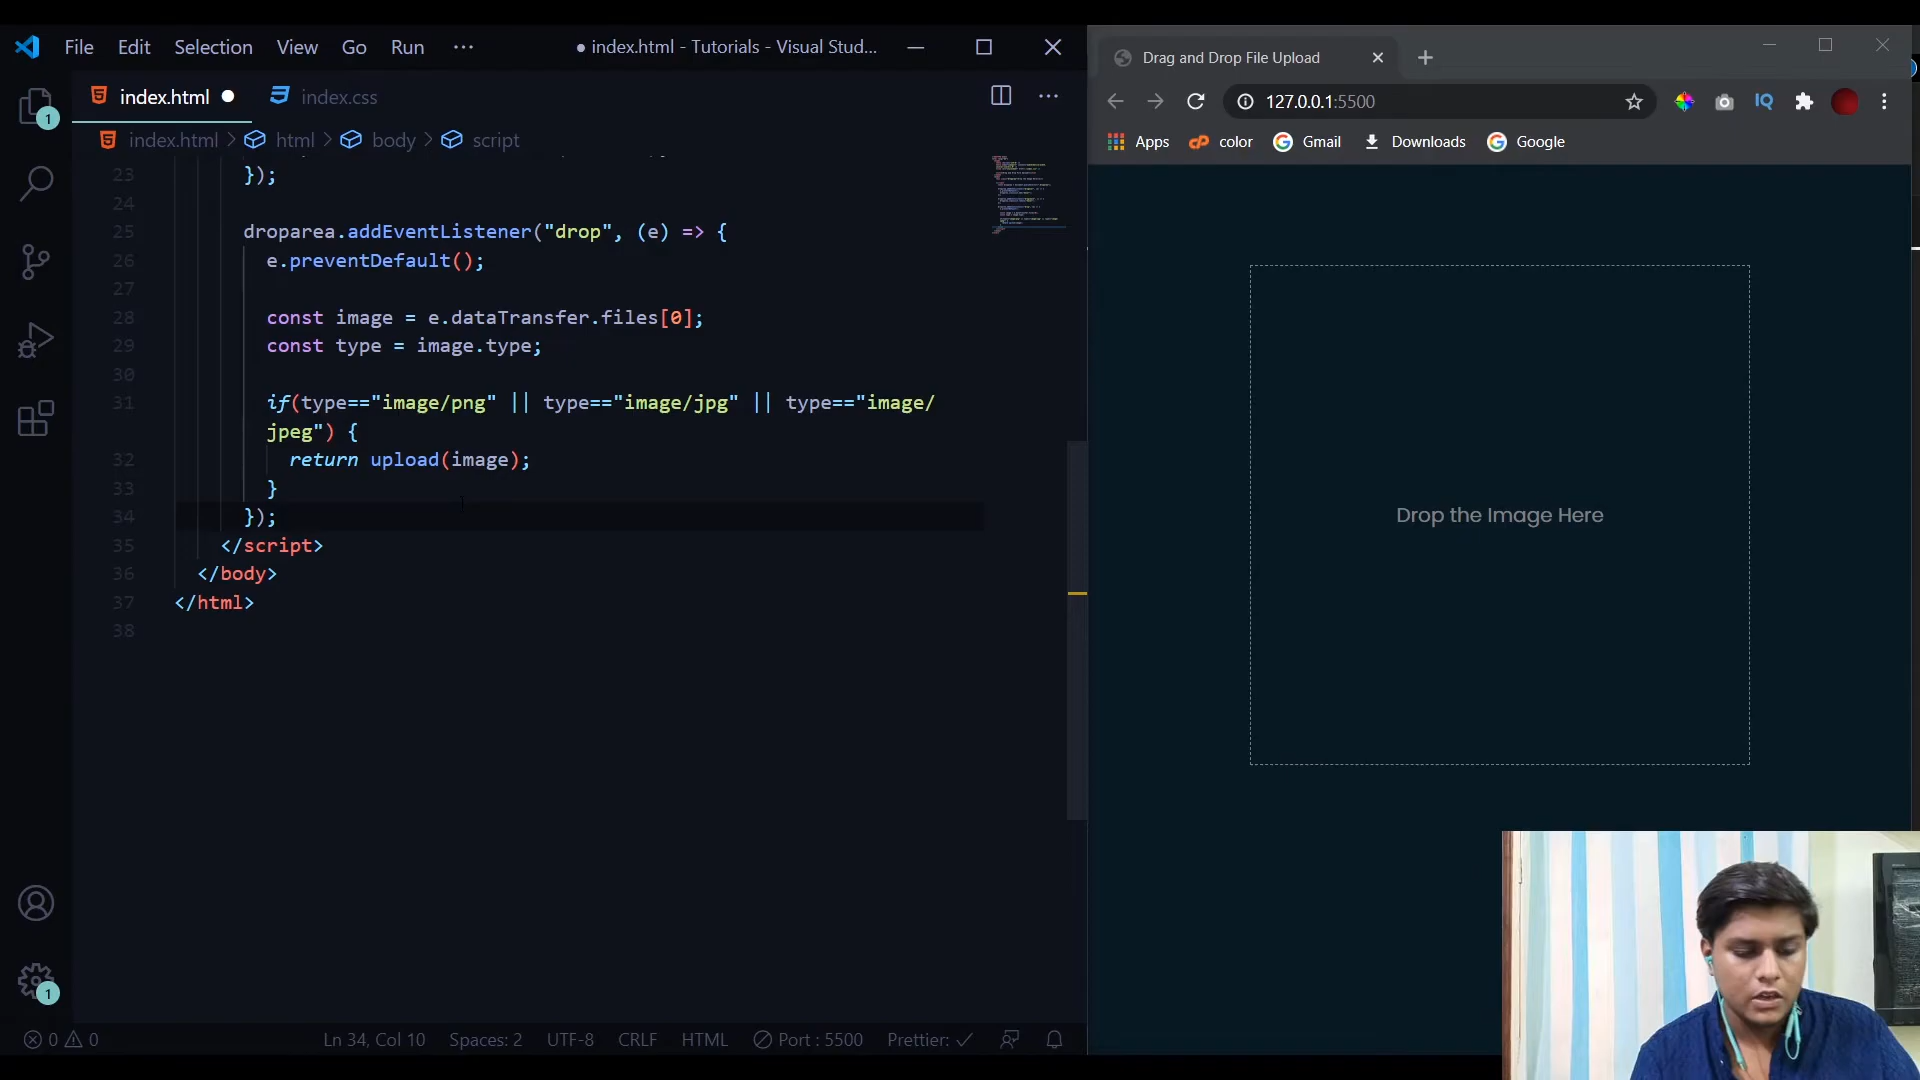 File Edit Selection View Go Run ··· ● index.html - Tutorials - Visual Stud...
index.html ● index.css ···
index.html > html > body > script
23 });
24
25 droparea.addEventListener("drop", (e) => {
26 e.preventDefault();
27
28 const image = e.dataTransfer.files[0];
29 const type = image.type;
30
31 if(type=="image/png" || type=="image/jpg" || type=="image/
jpeg") {
32 return upload(image);
33 }
34 });
35 </script>
36 </body>
37 </html>
38
1
1
0 0 Ln 34, Col 10 Spaces: 2 UTF-8 CRLF HTML Port : 5500 Prettier: ✓
Drag and Drop File Upload
127.0.0.1:5500 IQ
Apps cp color Gmail Downloads Google
Drop the Image Here